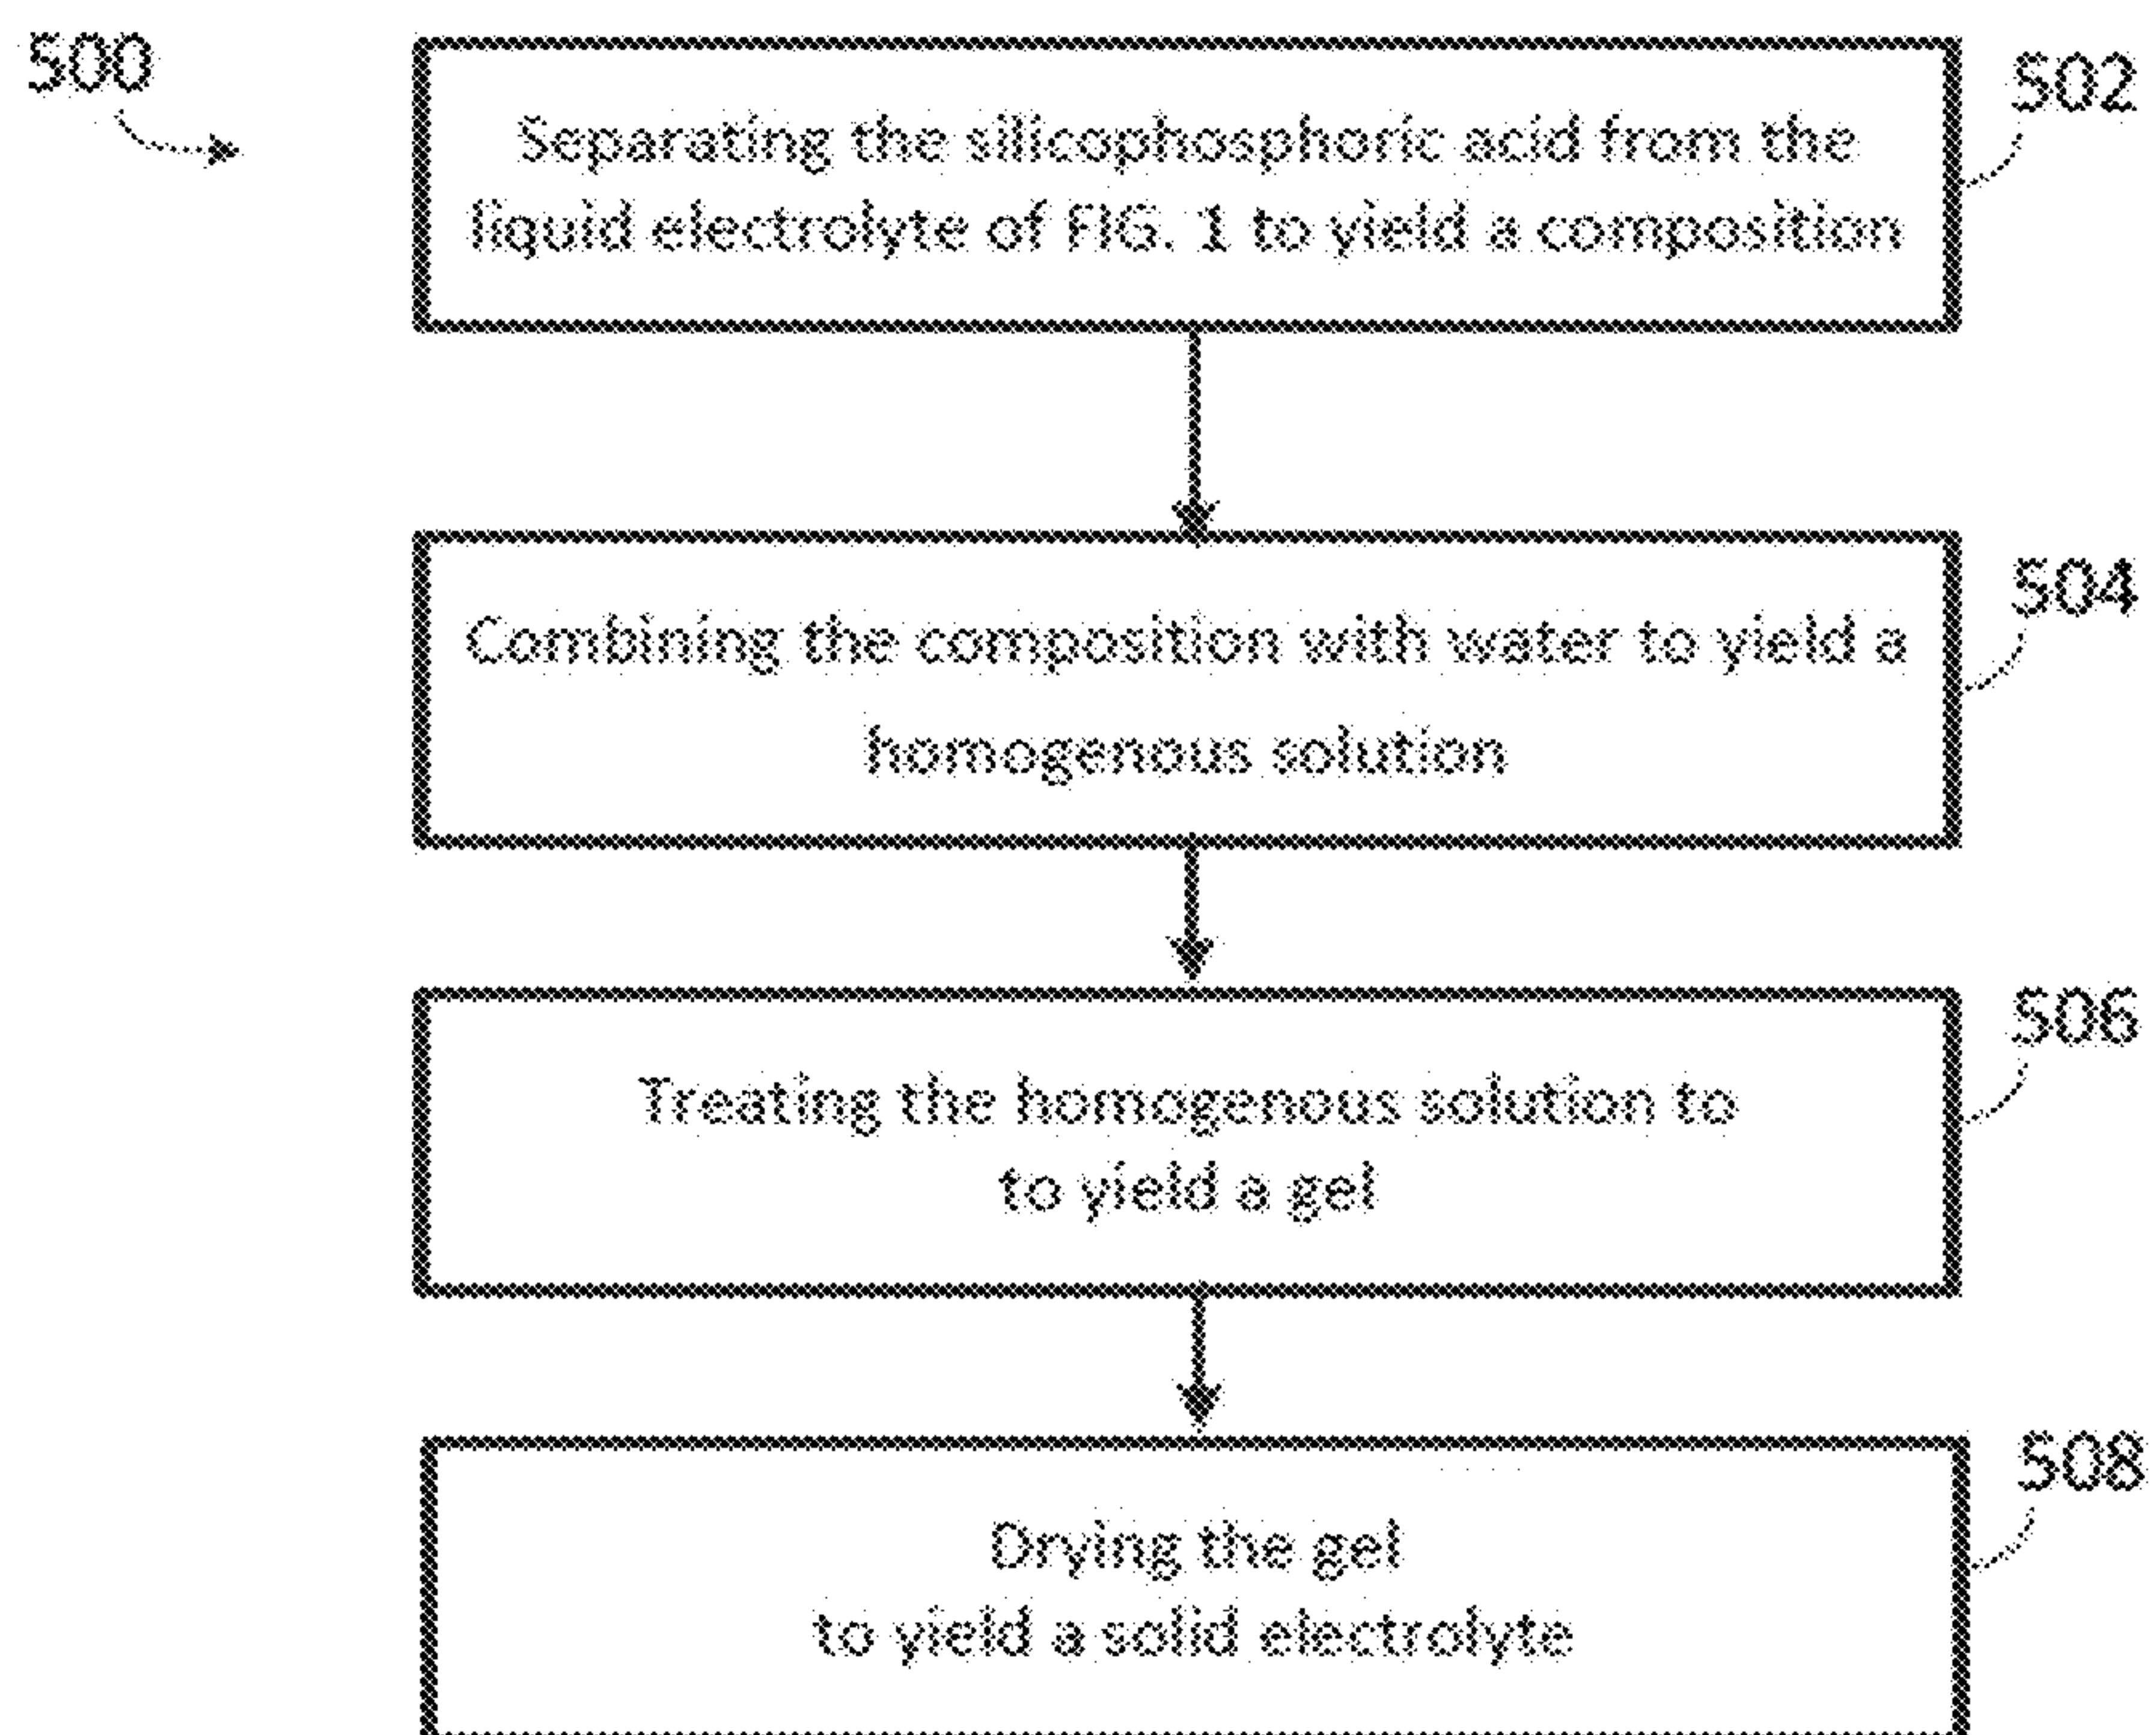 500
502
Separating the silicophosphoric acid from the
liquid electrolyte of FIG. 1 to yield a composition
504
Combining the composition with water to yield a
homogenous solution
506
Treating the homogenous solution to
to yield a gel
508
Drying the gel
to yield a solid electrolyte